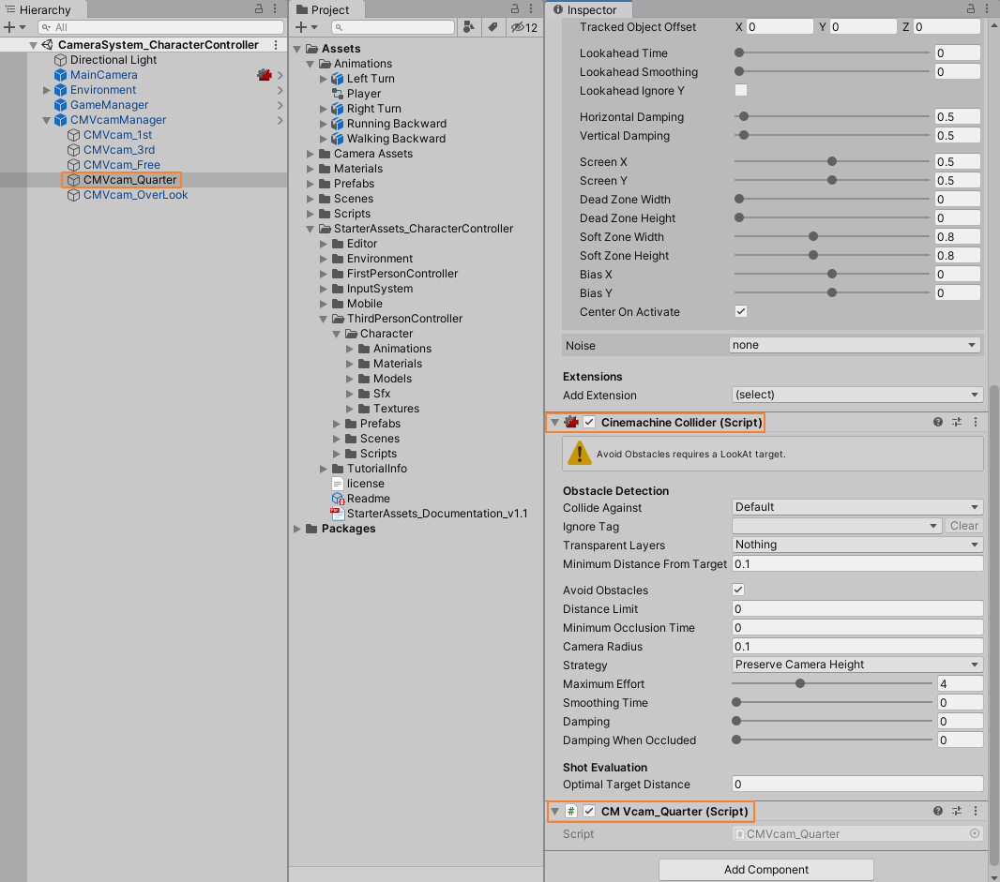 Hierarchy
All
CameraSystem_CharacterController
Directional Light
MainCamera
Environment
GameManager
CMVcamManager
CMVcam_1st
CMVcam_3rd
CMVcam_Free
CMVcam_Quarter
CMVcam_OverLook
Project
12
Assets
Animations
Left Turn
Player
Right Turn
Running Backward
Walking Backward
Camera Assets
Materials
Prefabs
Scenes
Scripts
StarterAssets_CharacterController
Editor
Environment
FirstPersonController
InputSystem
Mobile
ThirdPersonController
Character
Animations
Materials
Models
Sfx
Textures
Prefabs
Scenes
Scripts
TutorialInfo
license
Readme
StarterAssets_Documentation_v1.1
Packages
Inspector
Tracked Object Offset X 0 Y 0 Z 0
Lookahead Time 0
Lookahead Smoothing 0
Lookahead Ignore Y
Horizontal Damping 0.5
Vertical Damping 0.5
Screen X 0.5
Screen Y 0.5
Dead Zone Width 0
Dead Zone Height 0
Soft Zone Width 0.8
Soft Zone Height 0.8
Bias X 0
Bias Y 0
Center On Activate
Noise none
Extensions
Add Extension (select)
Cinemachine Collider (Script)
Avoid Obstacles requires a LookAt target.
Obstacle Detection
Collide Against Default
Ignore Tag Clear
Transparent Layers Nothing
Minimum Distance From Target 0.1
Avoid Obstacles
Distance Limit 0
Minimum Occlusion Time 0
Camera Radius 0.1
Strategy Preserve Camera Height
Maximum Effort 4
Smoothing Time 0
Damping 0
Damping When Occluded 0
Shot Evaluation
Optimal Target Distance 0
# CM Vcam_Quarter (Script)
Script CMVcam_Quarter
Add Component